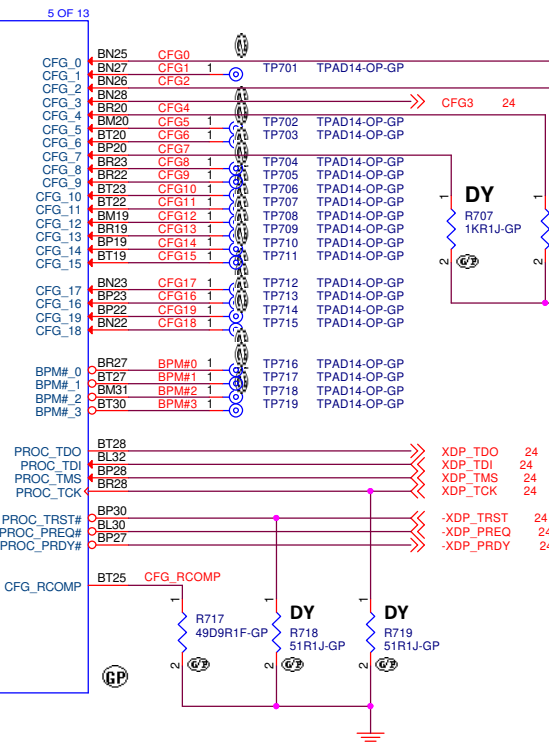 5 OF 13
CFG_0 BN25 CFG0
CFG_1 BN27 CFG1 1 TP701 TPAD14-OP-GP
CFG_2 BN26 CFG2
CFG_3 BN28 CFG3 24
CFG_4 BR20 CFG4
CFG_5 BM20 CFG5 1 TP702 TPAD14-OP-GP
CFG_6 BT20 CFG6 1 TP703 TPAD14-OP-GP
CFG_7 BP20 CFG7
CFG_8 BR23 CFG8 1 TP704 TPAD14-OP-GP
CFG_9 BR22 CFG9 1 TP705 TPAD14-OP-GP
CFG_10 BT23 CFG10 1 TP706 TPAD14-OP-GP
CFG_11 BT22 CFG11 1 TP707 TPAD14-OP-GP
CFG_12 BM19 CFG12 1 TP708 TPAD14-OP-GP
CFG_13 BR19 CFG13 1 TP709 TPAD14-OP-GP
CFG_14 BP19 CFG14 1 TP710 TPAD14-OP-GP
CFG_15 BT19 CFG15 1 TP711 TPAD14-OP-GP
1 DY
R707
1KR1J-GP
2
CFG_17 BN23 CFG17 1 TP712 TPAD14-OP-GP
CFG_16 BP23 CFG16 1 TP713 TPAD14-OP-GP
CFG_19 BP22 CFG19 1 TP714 TPAD14-OP-GP
CFG_18 BN22 CFG18 1 TP715 TPAD14-OP-GP
BPM#_0 BR27 BPM#0 1 TP716 TPAD14-OP-GP
BPM#_1 BT27 BPM#1 1 TP717 TPAD14-OP-GP
BPM#_2 BM31 BPM#2 1 TP718 TPAD14-OP-GP
BPM#_3 BT30 BPM#3 1 TP719 TPAD14-OP-GP
PROC_TDO BT28 XDP_TDO 24
PROC_TDI BL32 XDP_TDI 24
PROC_TMS BP28 XDP_TMS 24
PROC_TCK BR28 XDP_TCK 24
PROC_TRST# BP30 -XDP_TRST 24
PROC_PREQ# BL30 -XDP_PREQ 24
PROC_PRDY# BP27 -XDP_PRDY 24
CFG_RCOMP BT25 CFG_RCOMP
1 R717
49D9R1F-GP
2
1 DY
R718
51R1J-GP
2
1 DY
R719
51R1J-GP
2
GP